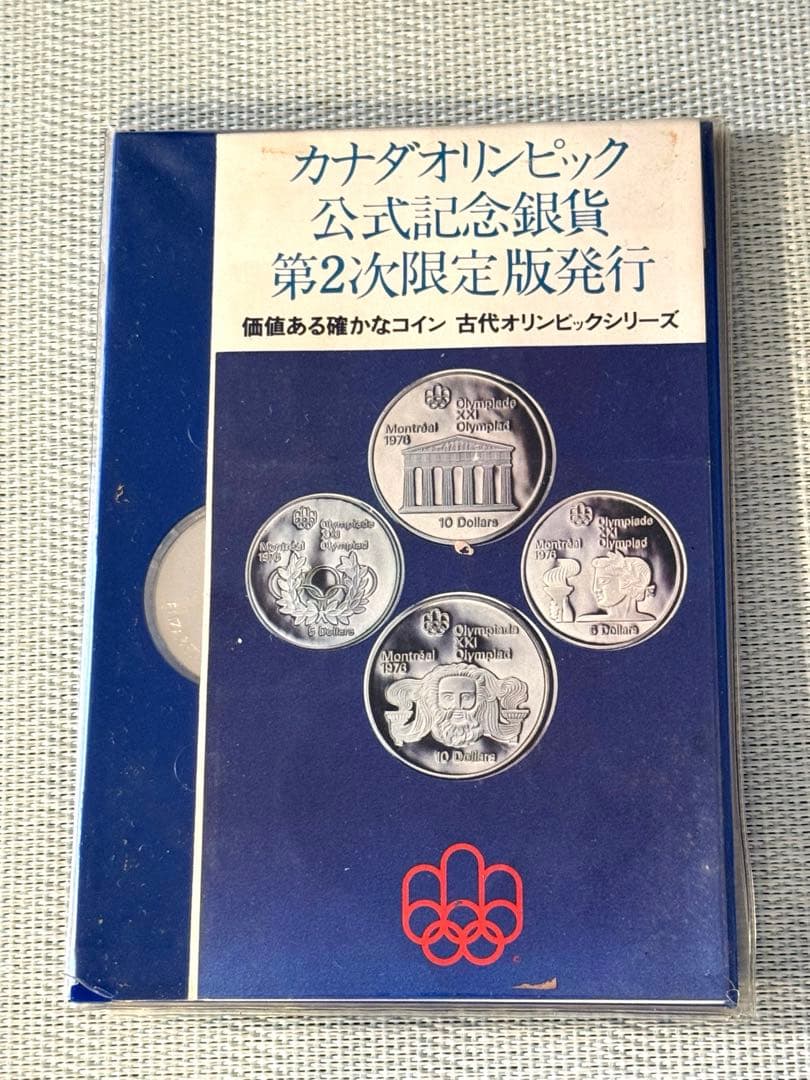 カナダオリンピック
公式記念銀貨
第2次限定版発行
価値ある確かなコイン 古代オリンピックシリーズ
Olympiade
XXI
Olympiad
Montréal
1976
10 Dollars
Olympiade
XXI
Olympiad
Montréal
1976
5 Dollars
Olympiade
XXI
Olympiad
Montréal
1976
5 Dollars
Olympiade
XXI
Olympiad
Montréal
1976
10 Dollars